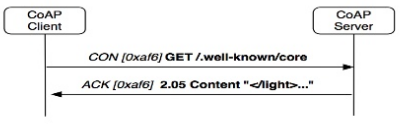 CoAP
Client
CoAP
Server
CON [0xaf6] GET /.well-known/core
ACK [0xaf6] 2.05 Content "</light>..."